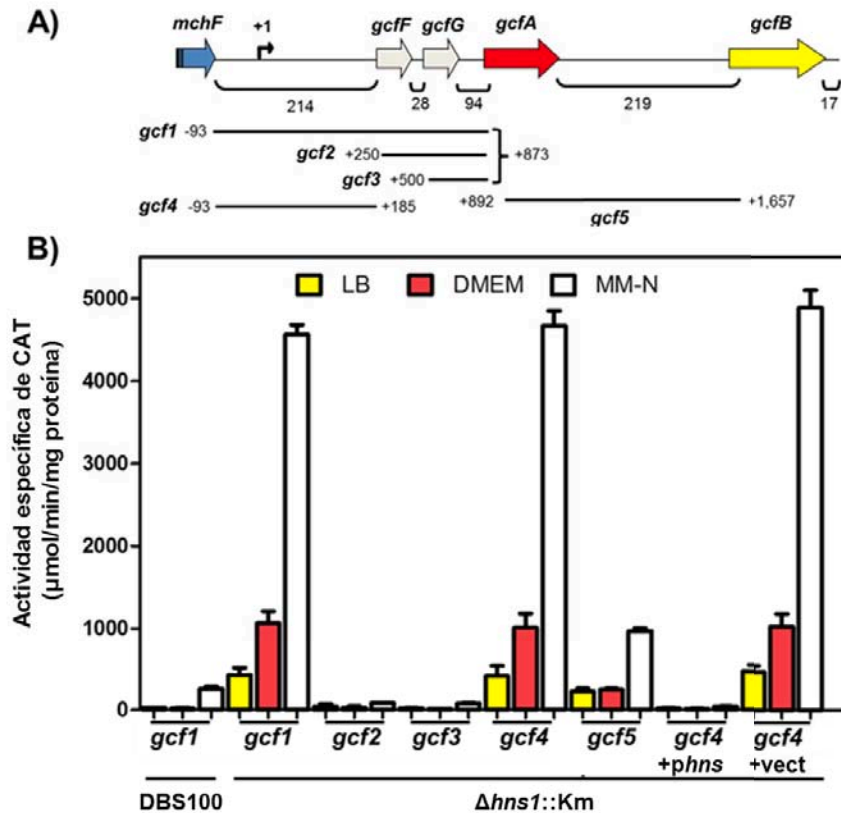 A)
mchF +1 gcfF gcfG gcfA gcfB
214 28 94 219 17
gcf1 -93
gcf2 +250 +873
gcf3 +500
gcf4 -93 +185 +892 gcf5 +1,657
B)
LB DMEM MM-N
Actividad específica de CAT
(µmol/min/mg proteína)
5000
4000
3000
2000
1000
0
gcf1 gcf1 gcf2 gcf3 gcf4 gcf5 gcf4 gcf4
+phns +vect
DBS100 Δhns1::Km